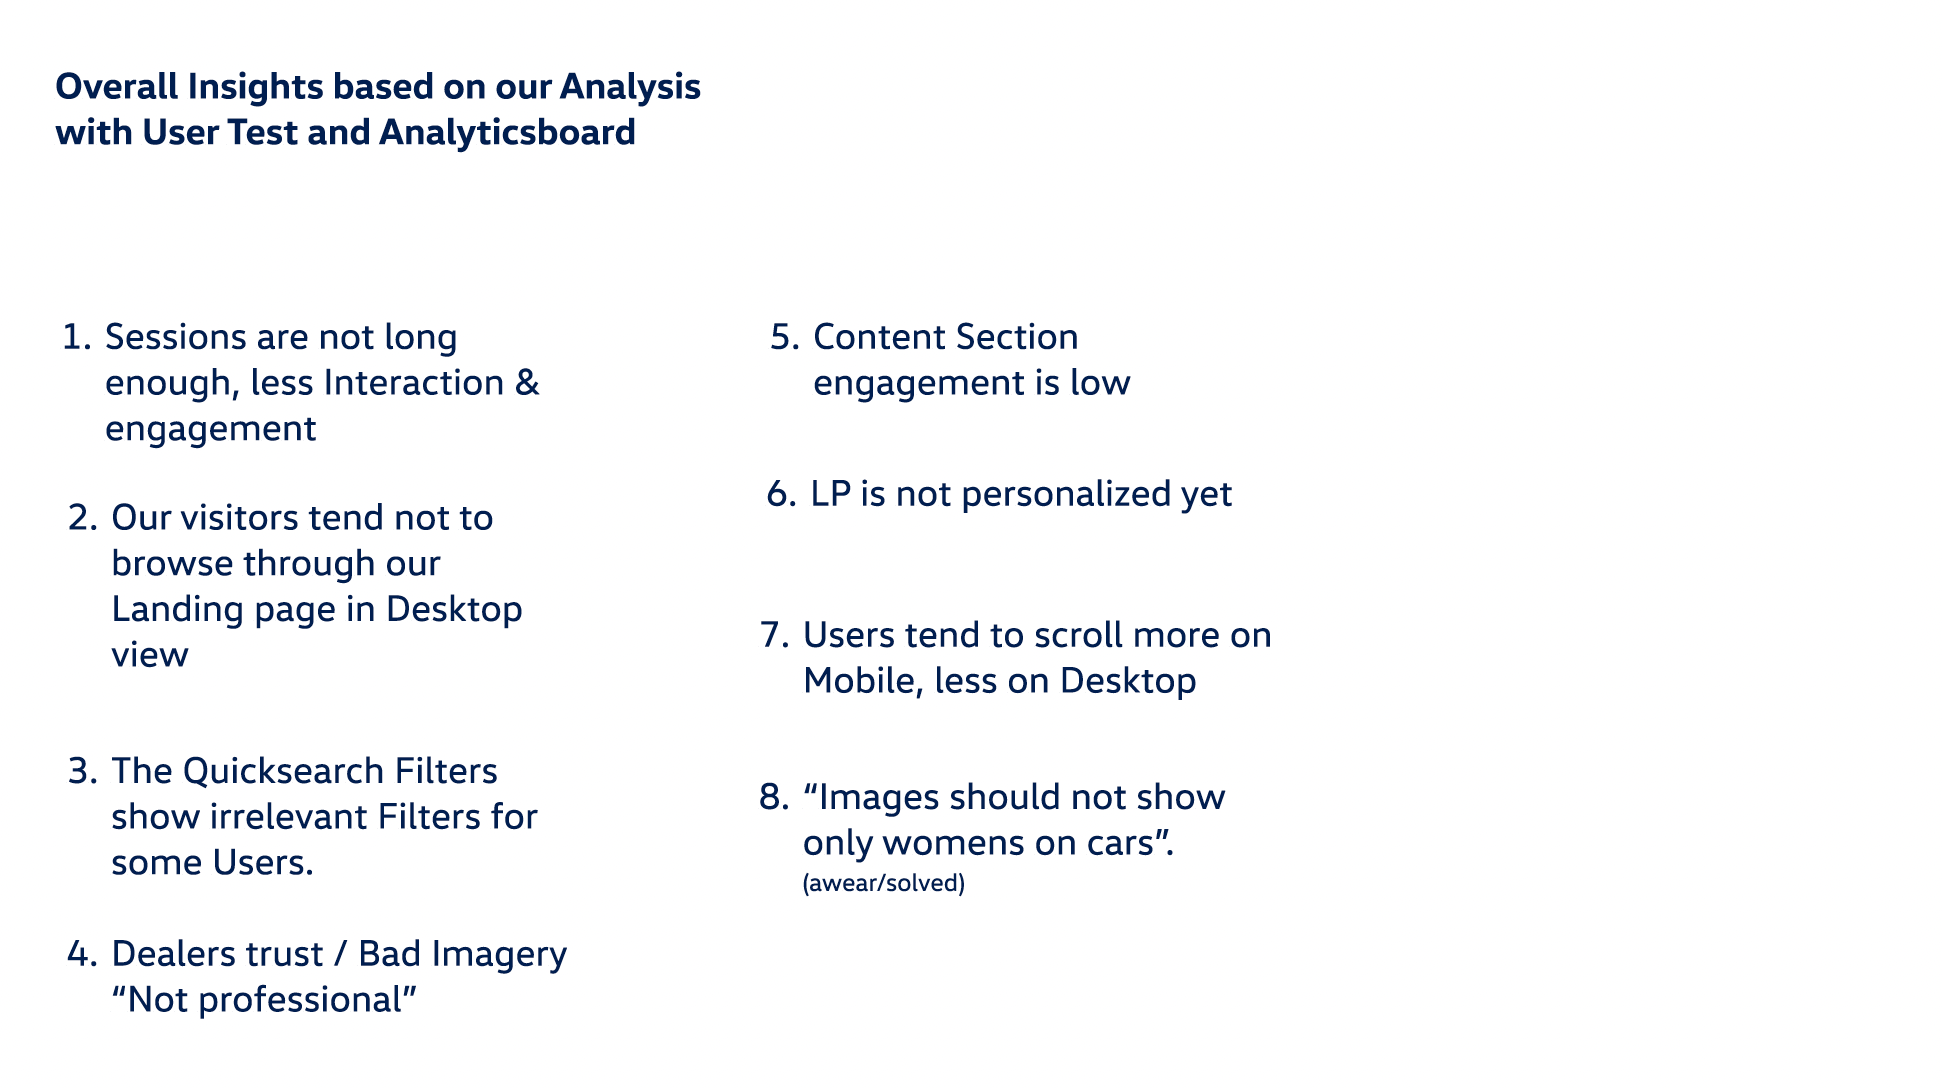 Overall Insights based on our Analysis
with User Test and Analyticsboard
1. Sessions are not long
enough, less Interaction &
engagement
2. Our visitors tend not to
browse through our
Landing page in Desktop
view
3. The Quicksearch Filters
show irrelevant Filters for
some Users.
4. Dealers trust / Bad Imagery
“Not professional”
5. Content Section
engagement is low
6. LP is not personalized yet
7. Users tend to scroll more on
Mobile, less on Desktop
8. “Images should not show
only womens on cars”.
(awear/solved)